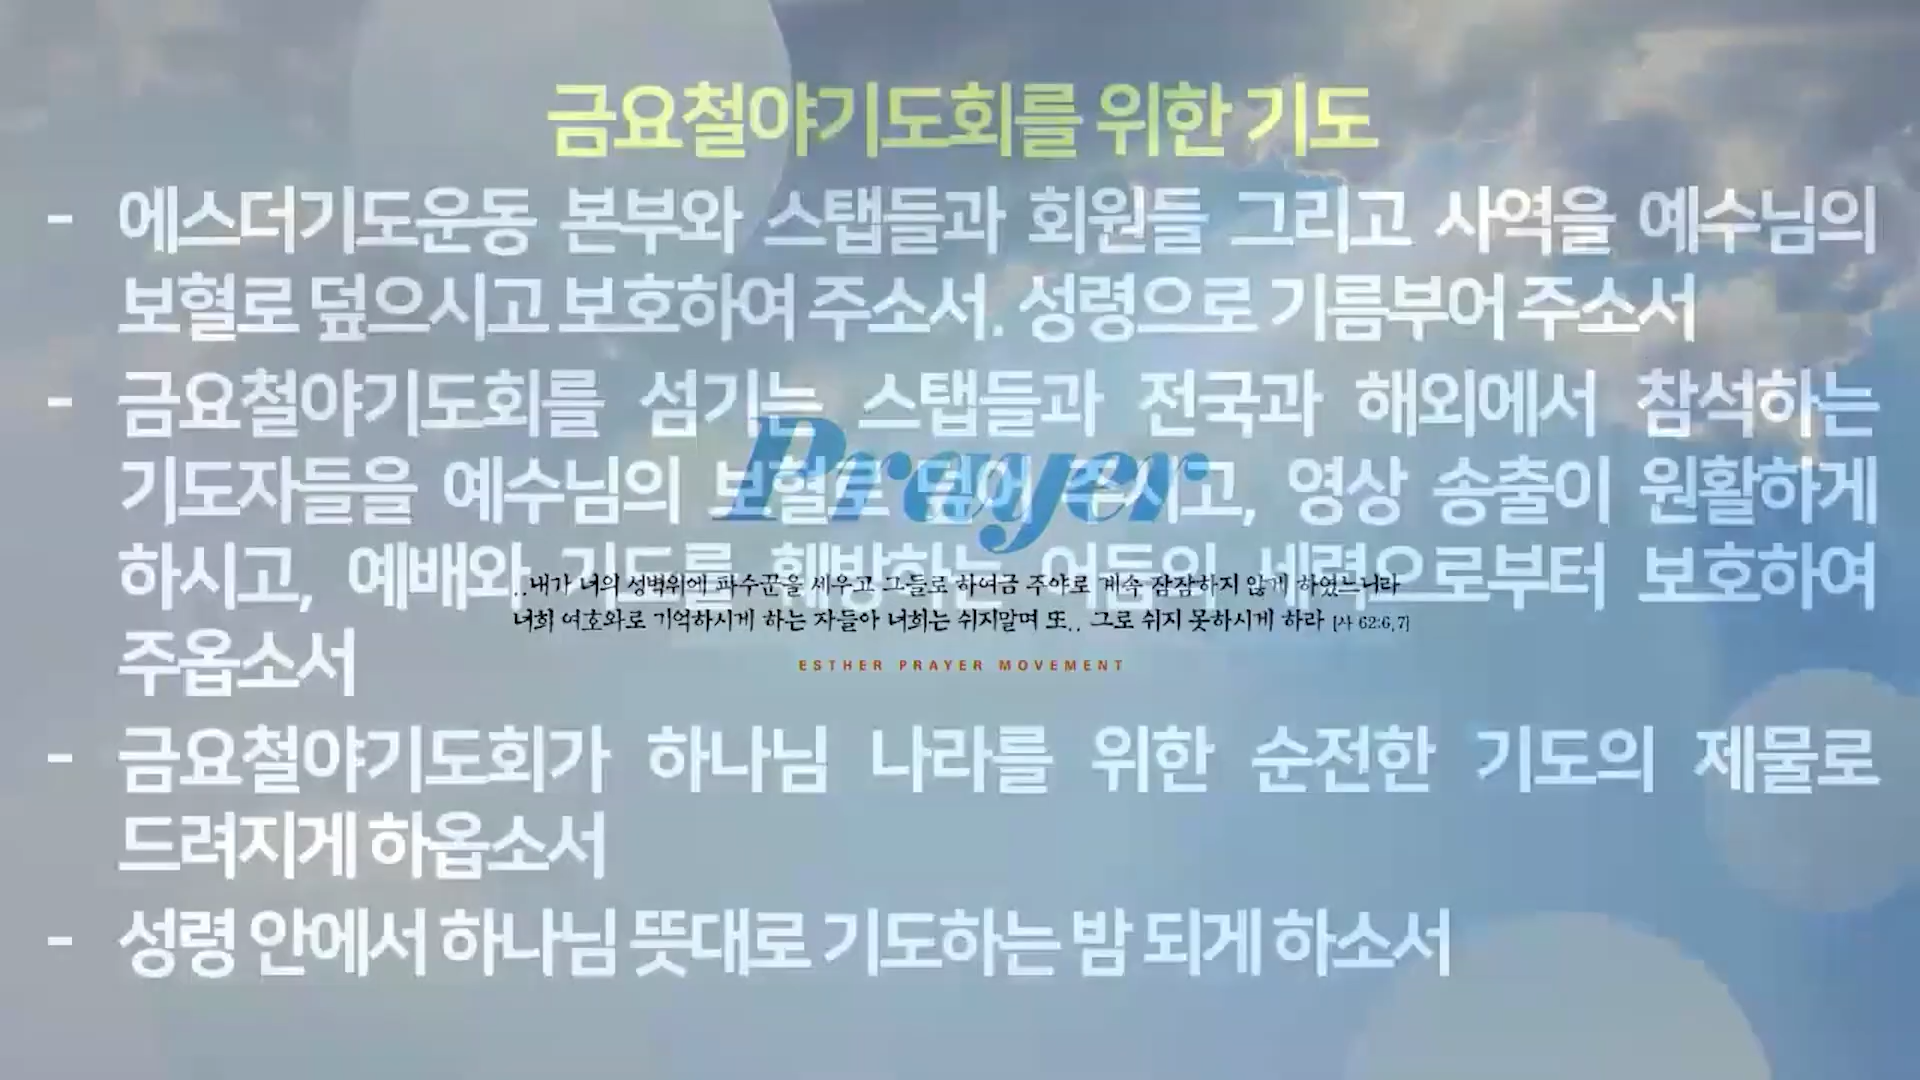 금요철야기도회를 위한 기도
- 에스더기도운동 본부와 스탭들과 회원들 그리고 사역을 예수님의
보혈로 덮으시고 보호하여 주소서. 성령으로 기름부어 주소서
- 금요철야기도회를 섬기는 스탭들과 전국과 해외에서 참석하는
기도자들을 예수님의 보혈로 덮어 주시고, 영상 송출이 원활하게
하시고, 예배와 기도를 훼방하는 어둠의 세력으로부터 보호하여
주옵소서
Prayer
..내가 너의 성벽위에 파수꾼을 세우고 그들로 하여금 주야로 계속 잠잠하지 않게 하였느니라
너희 여호와로 기억하시게 하는 자들아 너희는 쉬지말며 또.. 그로 쉬지 못하시게 하라 [사 62:6,7]
ESTHER PRAYER MOVEMENT
- 금요철야기도회가 하나님 나라를 위한 순전한 기도의 제물로
드려지게 하옵소서
- 성령 안에서 하나님 뜻대로 기도하는 밤 되게 하소서